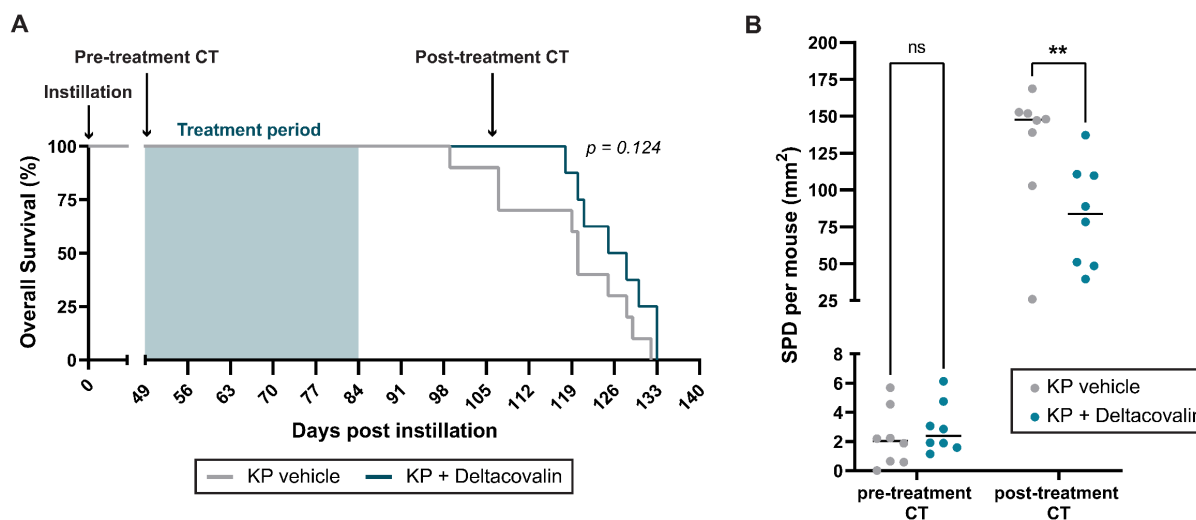 A
Pre-treatment CT
Post-treatment CT
Instillation
Treatment period
p = 0.124
Overall Survival (%)
100
75
50
25
0
0 49 56 63 70 77 84 91 98 105 112 119 126 133 140
Days post instillation
KP vehicle KP + Deltacovalin
B
ns
**
SPD per mouse (mm²)
200
175
150
125
100
75
50
25
8
6
4
2
0
KP vehicle
KP + Deltacovalin
pre-treatment post-treatment
CT CT